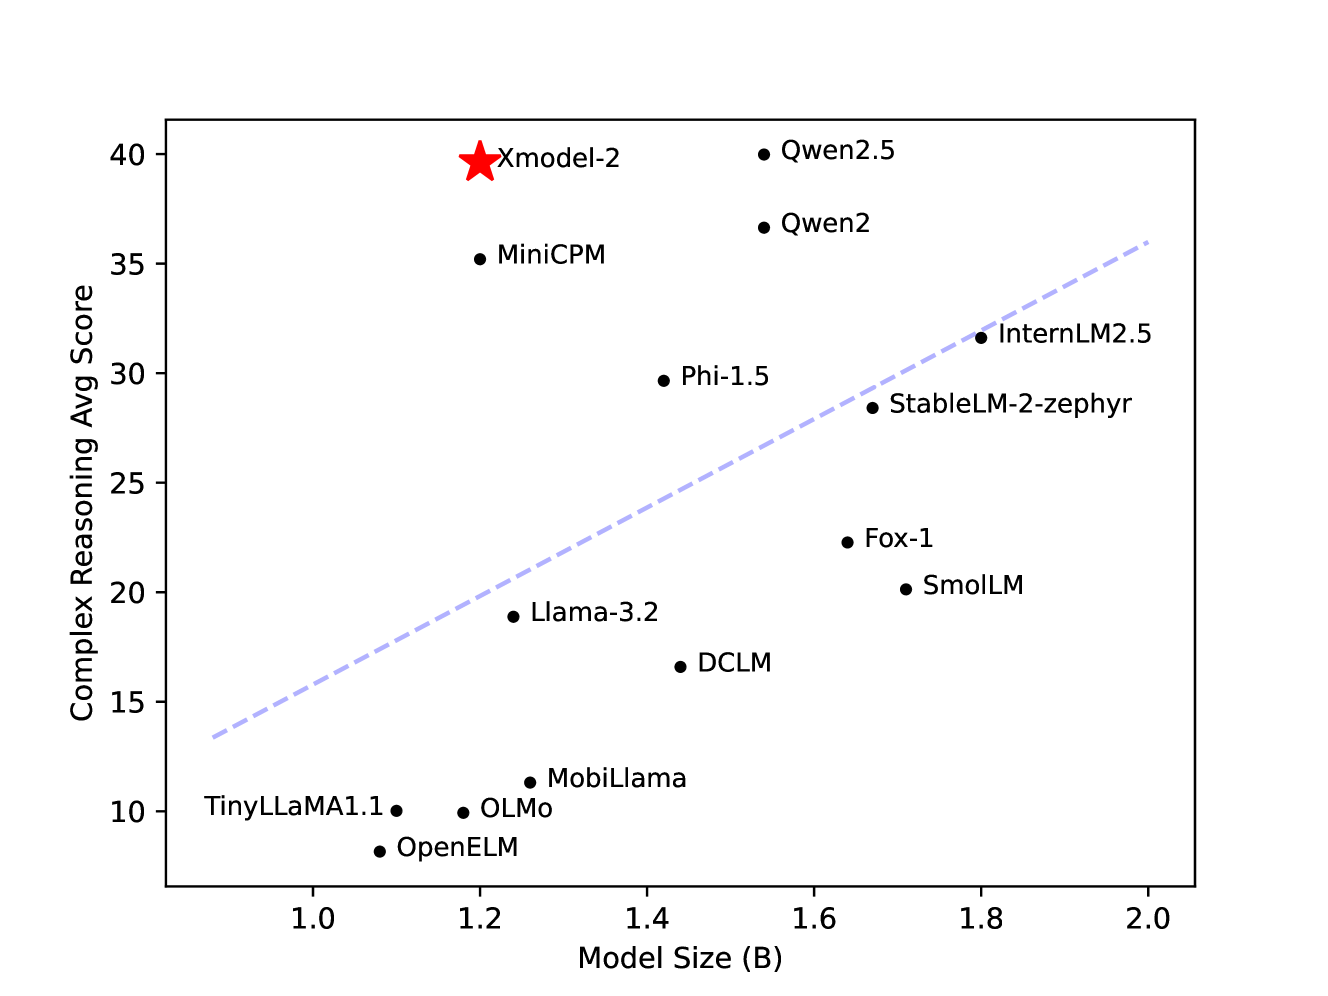 40
35
30
25
20
15
10
Complex Reasoning Avg Score
Xmodel-2
Qwen2.5
Qwen2
MiniCPM
InternLM2.5
Phi-1.5
StableLM-2-zephyr
Fox-1
SmolLM
Llama-3.2
DCLM
MobiLlama
TinyLLaMA1.1
OLMo
OpenELM
1.0 1.2 1.4 1.6 1.8 2.0
Model Size (B)